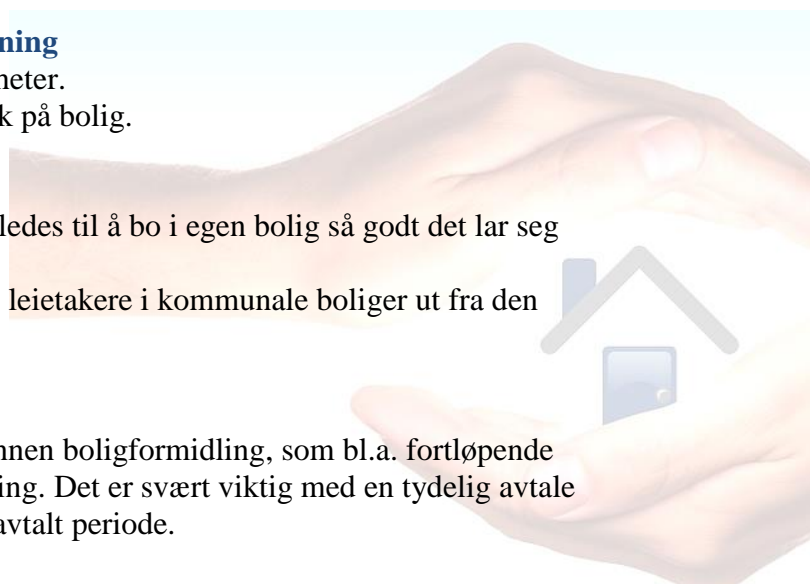 ning
heter.
k på bolig.
ledes til å bo i egen bolig så godt det lar seg
leietakere i kommunale boliger ut fra den
nnen boligformidling, som bl.a. fortløpende
ing. Det er svært viktig med en tydelig avtale
avtalt periode.